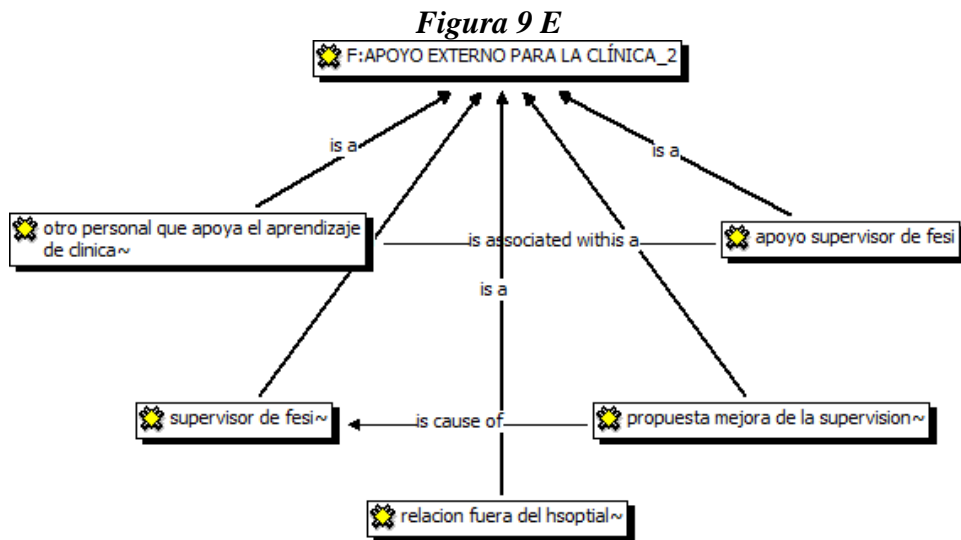 Figura 9 E
F:APOYO EXTERNO PARA LA CLÍNICA_2
is a
is a
otro personal que apoya el aprendizaje
de clinica~
is associated with
is a
apoyo supervisor de fesi
is a
supervisor de fesi~
is cause of
propuesta mejora de la supervision~
relacion fuera del hsoptial~